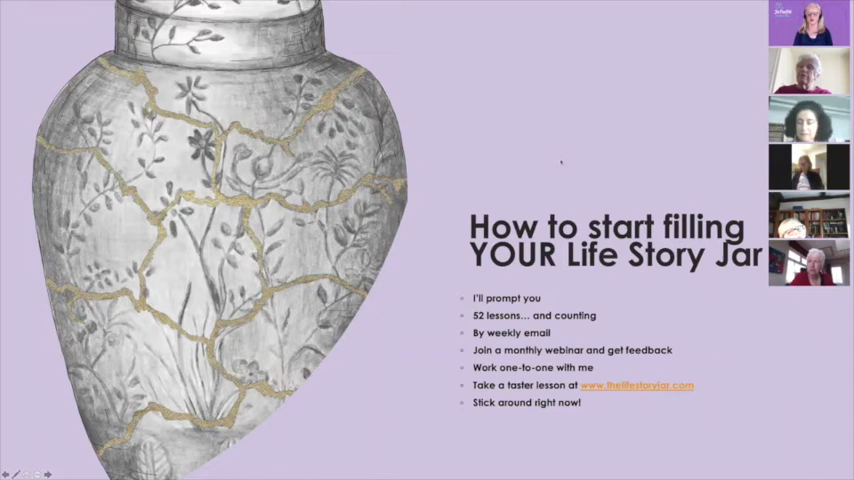 How to start filling
YOUR Life Story Jar
I'll prompt you
52 lessons... and counting
By weekly email
Join a monthly webinar and get feedback
Work one-to-one with me
Take a taster lesson at www.thelifestoryjar.com
Stick around right now!